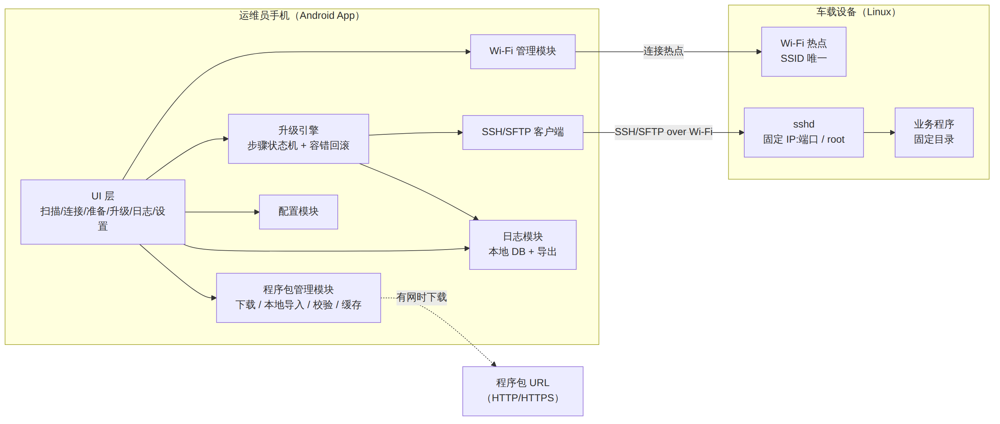 运维员手机（Android App）
车载设备（Linux）
Wi-Fi 管理模块
连接热点
Wi-Fi 热点
SSID 唯一
升级引擎
步骤状态机 + 容错回滚
SSH/SFTP 客户端
SSH/SFTP over Wi-Fi
sshd
固定 IP:端口 / root
业务程序
固定目录
UI 层
扫描/连接/准备/升级/日志/设
置
配置模块
日志模块
本地 DB + 导出
程序包管理模块
下载 / 本地导入 / 校验 / 缓存
有网时下载
程序包 URL
（HTTP/HTTPS）